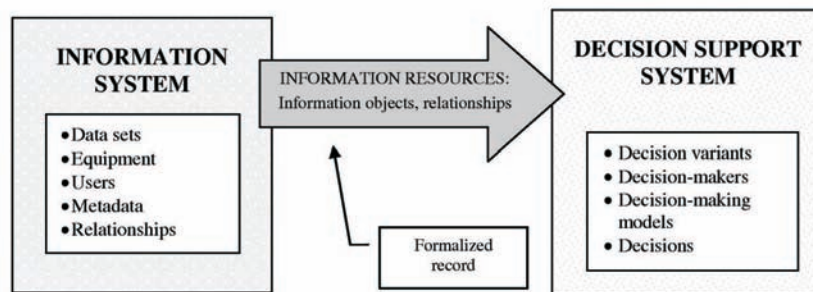 INFORMATION
SYSTEM
•Data sets
•Equipment
•Users
•Metadata
•Relationships
INFORMATION RESOURCES:
Information objects, relationships
Formalized
record
DECISION SUPPORT
SYSTEM
• Decision variants
• Decision-makers
• Decision-making
models
• Decisions